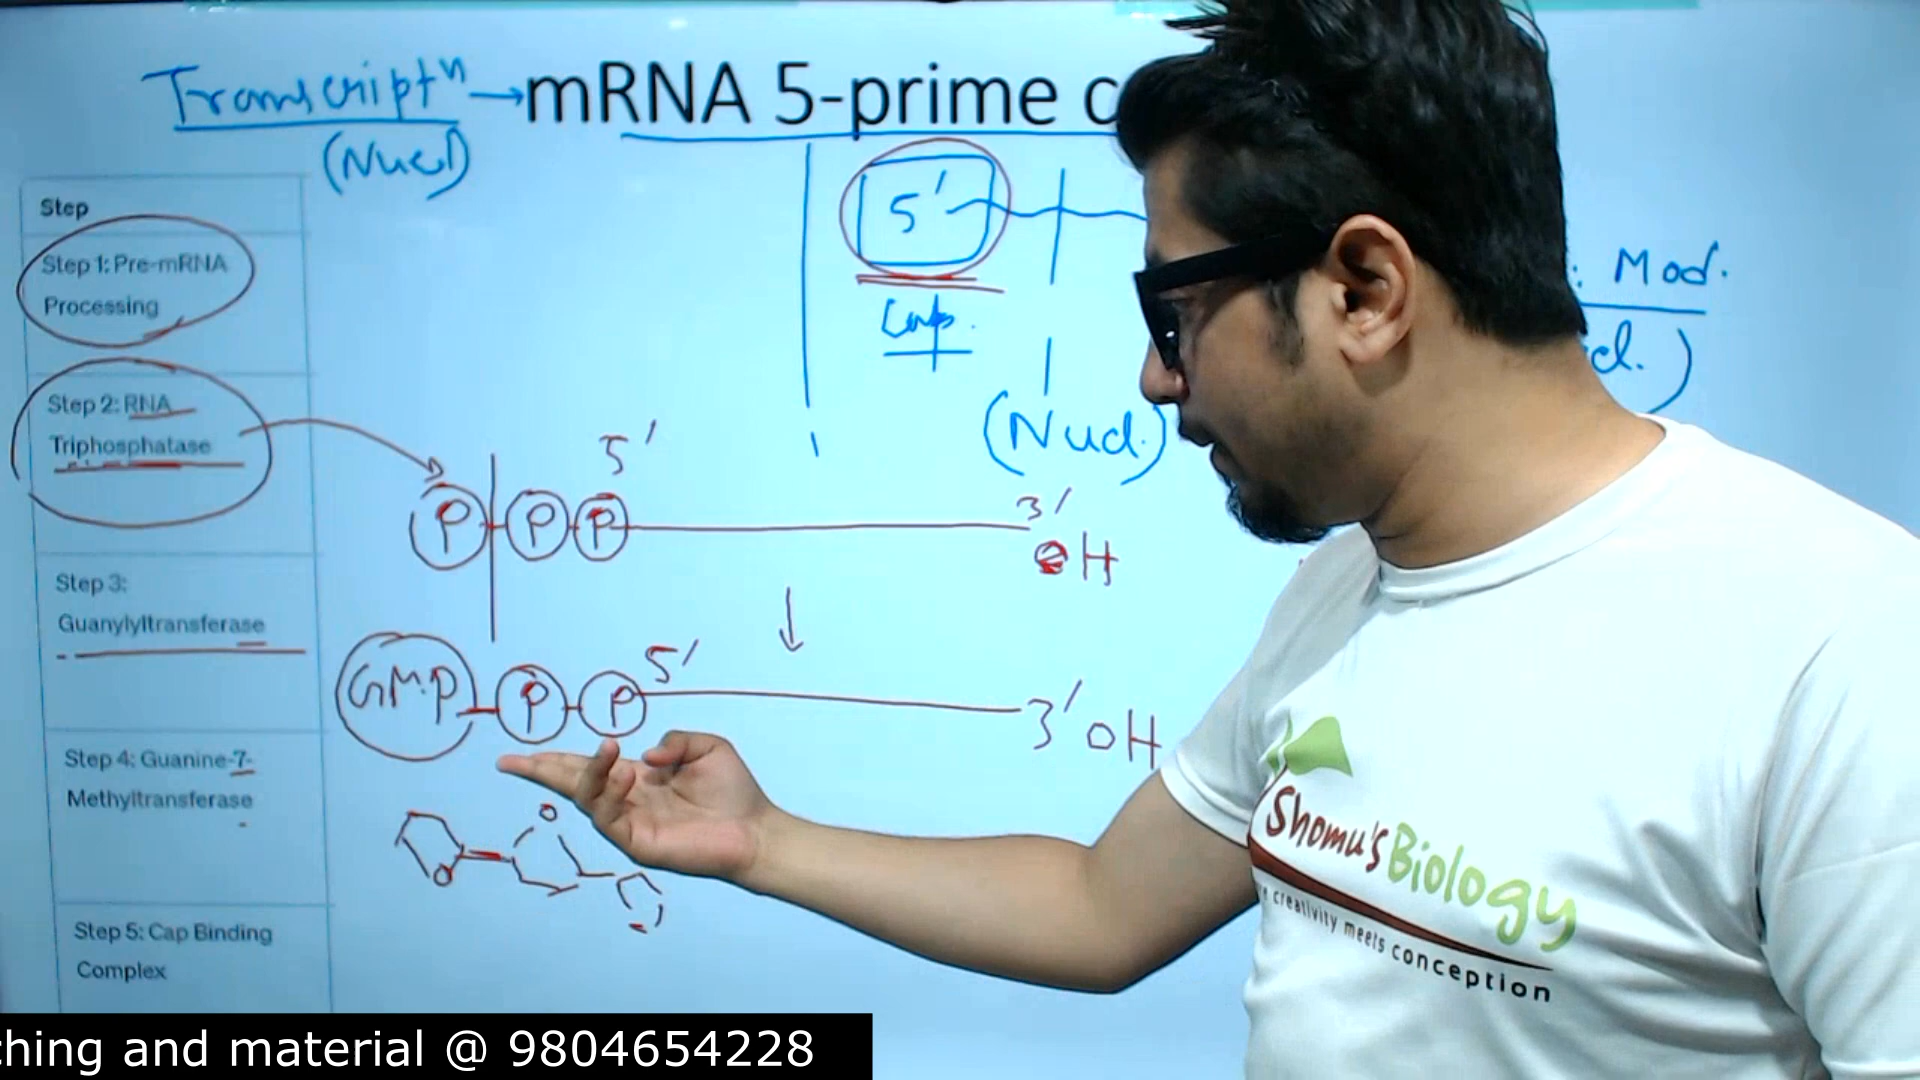 Transcriptⁿ → mRNA 5-prime c
(Nucl)
Step
Step 1: Pre-mRNA
Processing
Step 2: RNA
Triphosphatase
Step 3:
Guanylyltransferase
Step 4: Guanine-7-
Methyltransferase
Step 5: Cap Binding
Complex
5'
Cap.
(Nucl.)
: Mod.
cl.)
5'
P P P
3'
OH
GMP P P
5'
3' OH
O
O
Shomu's Biology
e creativity meets conception
ching and material @ 9804654228